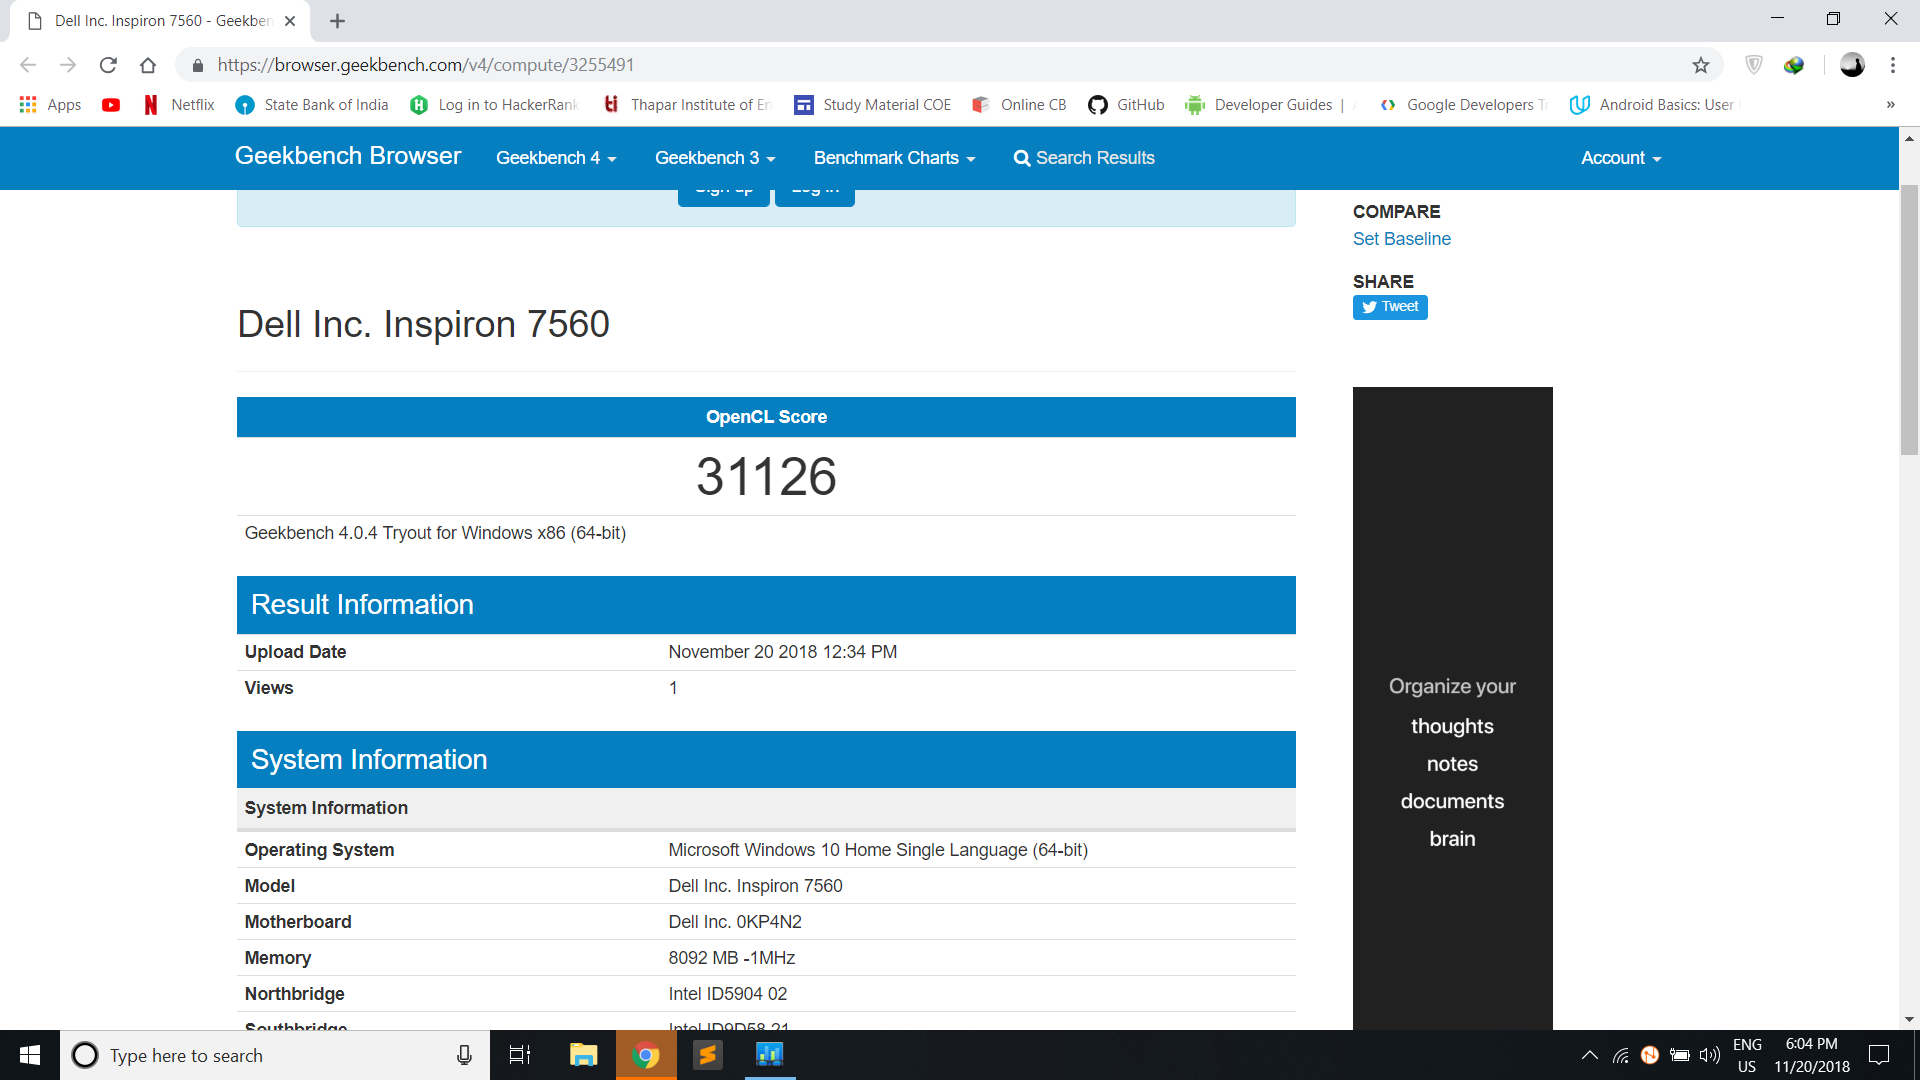 Dell Inc. Inspiron 7560 - Geekben
https://browser.geekbench.com/v4/compute/3255491
Apps Netflix State Bank of India Log in to HackerRank Thapar Institute of En Study Material COE Online CB GitHub Developer Guides | Google Developers Tr Android Basics: User »
Geekbench Browser Geekbench 4 Geekbench 3 Benchmark Charts Search Results Account
Sign up Log in
COMPARE
Set Baseline
SHARE
Tweet
Dell Inc. Inspiron 7560
OpenCL Score
31126
Geekbench 4.0.4 Tryout for Windows x86 (64-bit)
Result Information
Upload Date November 20 2018 12:34 PM
Views 1
System Information
System Information
Operating System Microsoft Windows 10 Home Single Language (64-bit)
Model Dell Inc. Inspiron 7560
Motherboard Dell Inc. 0KP4N2
Memory 8092 MB -1MHz
Northbridge Intel ID5904 02
Southbridge Intel ID9D58 21
Organize your
thoughts
notes
documents
brain
Type here to search
ENG
US
6:04 PM
11/20/2018